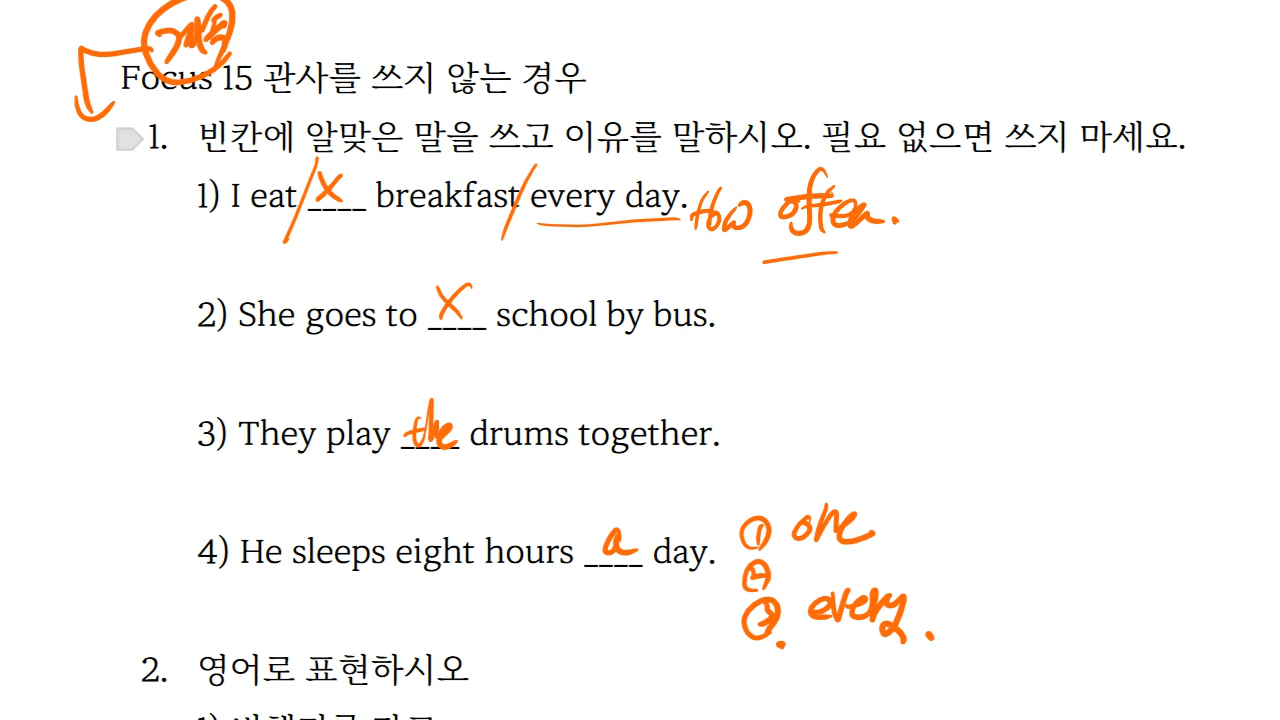 계속
Focus 15 관사를 쓰지 않는 경우
1. 빈칸에 알맞은 말을 쓰고 이유를 말하시오. 필요 없으면 쓰지 마세요.
1) I eat / x ____ breakfast / every day. How often.
2) She goes to x ____ school by bus.
3) They play the ____ drums together.
4) He sleeps eight hours a ____ day. ① one
②
③. every.
2. 영어로 표현하시오